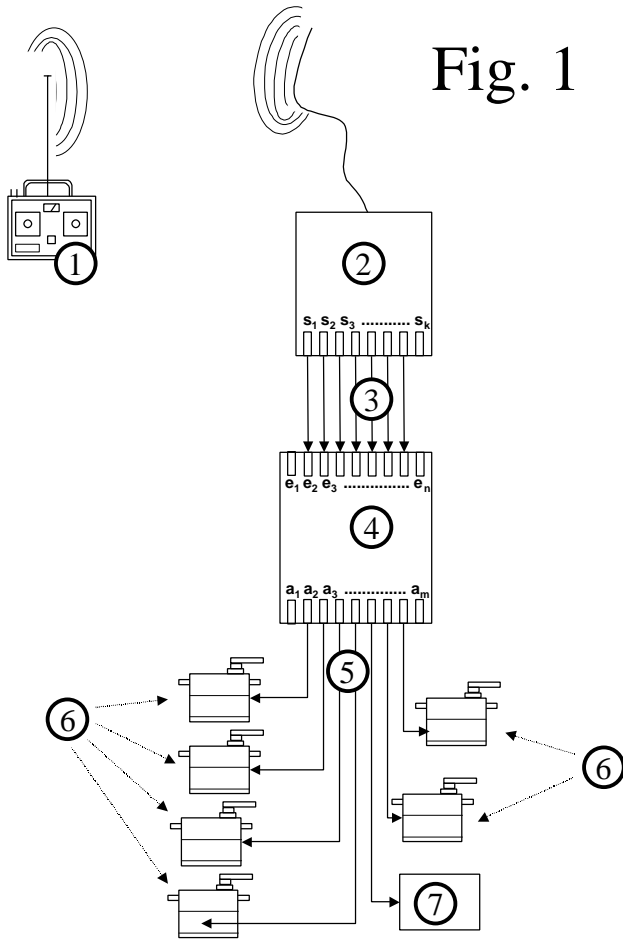 Fig. 1
1
2
s1 s2 s3 ........... sk
3
e1 e2 e3 ................ en
4
a1 a2 a3 .............. am
5
6
6
7